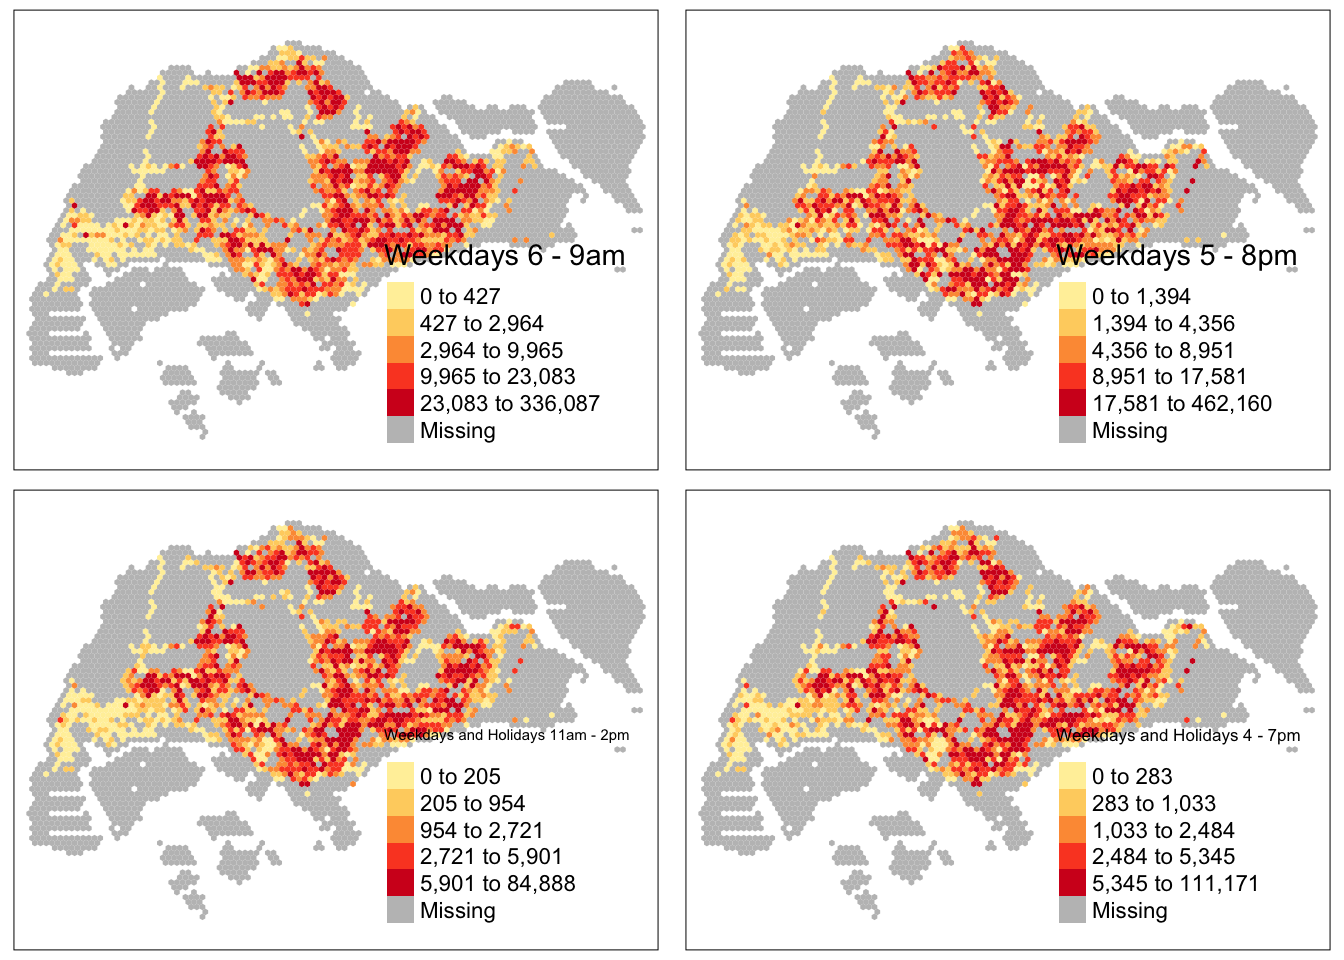 Weekdays 6 - 9am
0 to 427
427 to 2,964
2,964 to 9,965
9,965 to 23,083
23,083 to 336,087
Missing
Weekdays 5 - 8pm
0 to 1,394
1,394 to 4,356
4,356 to 8,951
8,951 to 17,581
17,581 to 462,160
Missing
Weekdays and Holidays 11am - 2pm
0 to 205
205 to 954
954 to 2,721
2,721 to 5,901
5,901 to 84,888
Missing
Weekdays and Holidays 4 - 7pm
0 to 283
283 to 1,033
1,033 to 2,484
2,484 to 5,345
5,345 to 111,171
Missing